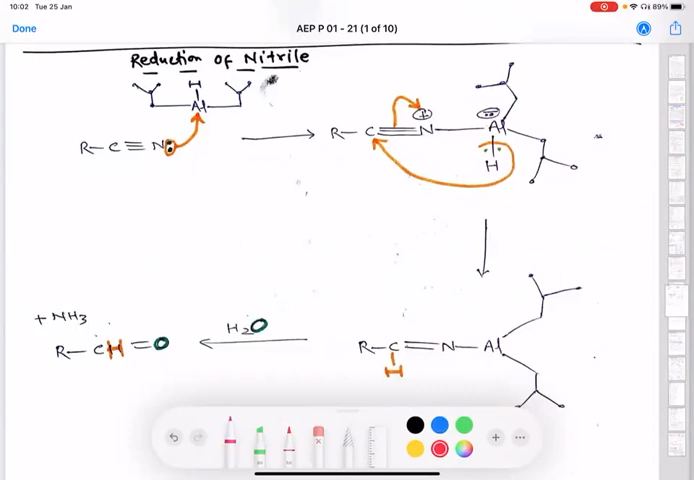 10:02 Tue 25 Jan
89%
Done
AEP P 01 - 21 (1 of 10)
Reduction of Nitrile
H
Al
R-C≡N:
R-C≡N-Al
+
H
R-C=N-Al
H
H2O
+ NH3
R-CH=O